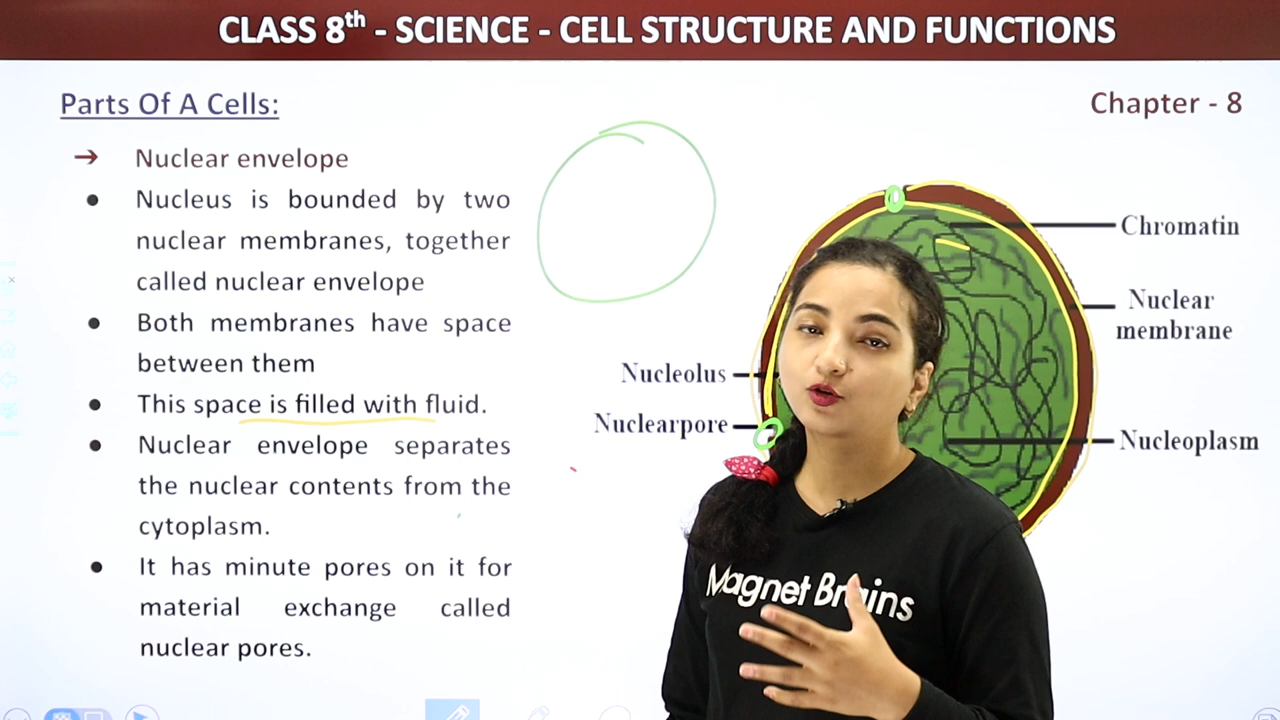 CLASS 8th - SCIENCE - CELL STRUCTURE AND FUNCTIONS
Parts Of A Cells:
Chapter - 8
→ Nuclear envelope
● Nucleus is bounded by two
nuclear membranes, together
called nuclear envelope
● Both membranes have space
between them
● This space is filled with fluid.
● Nuclear envelope separates
the nuclear contents from the
cytoplasm.
● It has minute pores on it for
material exchange called
nuclear pores.
Chromatin
Nuclear
membrane
Nucleolus
Nuclearpore
Nucleoplasm
Magnet Brains